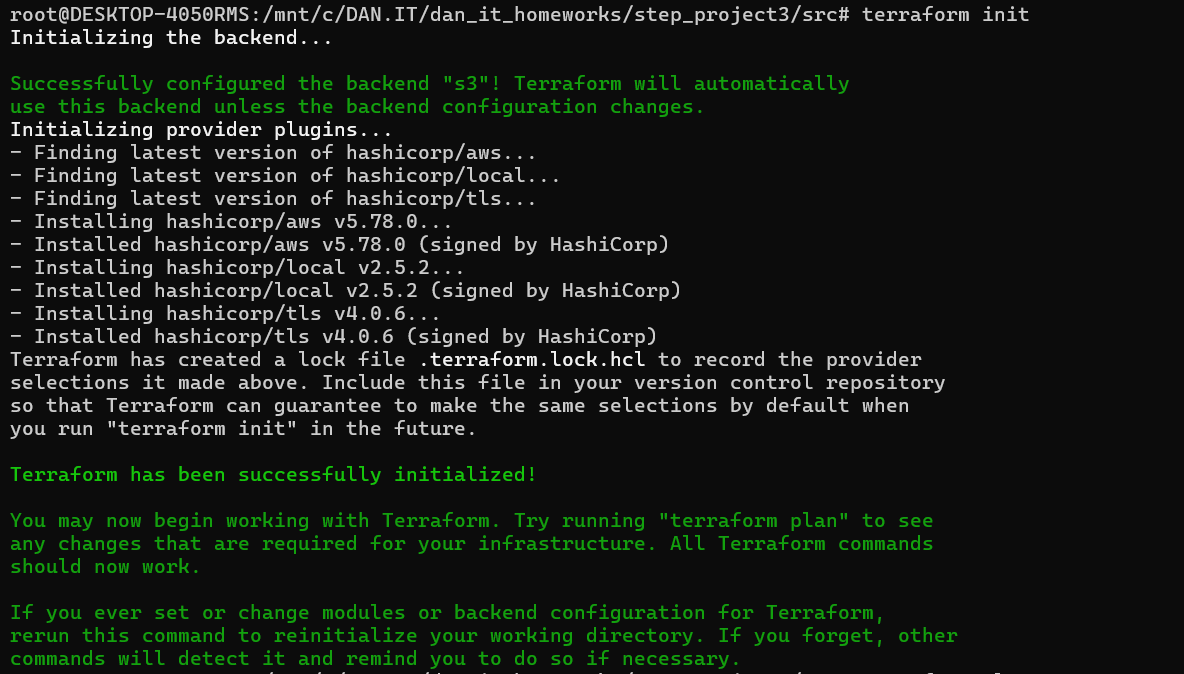 root@DESKTOP-4050RMS:/mnt/c/DAN.IT/dan_it_homeworks/step_project3/src# terraform init
Initializing the backend...
Successfully configured the backend "s3"! Terraform will automatically
use this backend unless the backend configuration changes.
Initializing provider plugins...
- Finding latest version of hashicorp/aws...
- Finding latest version of hashicorp/local...
- Finding latest version of hashicorp/tls...
- Installing hashicorp/aws v5.78.0...
- Installed hashicorp/aws v5.78.0 (signed by HashiCorp)
- Installing hashicorp/local v2.5.2...
- Installed hashicorp/local v2.5.2 (signed by HashiCorp)
- Installing hashicorp/tls v4.0.6...
- Installed hashicorp/tls v4.0.6 (signed by HashiCorp)
Terraform has created a lock file .terraform.lock.hcl to record the provider
selections it made above. Include this file in your version control repository
so that Terraform can guarantee to make the same selections by default when
you run "terraform init" in the future.
Terraform has been successfully initialized!
You may now begin working with Terraform. Try running "terraform plan" to see
any changes that are required for your infrastructure. All Terraform commands
should now work.
If you ever set or change modules or backend configuration for Terraform,
rerun this command to reinitialize your working directory. If you forget, other
commands will detect it and remind you to do so if necessary.